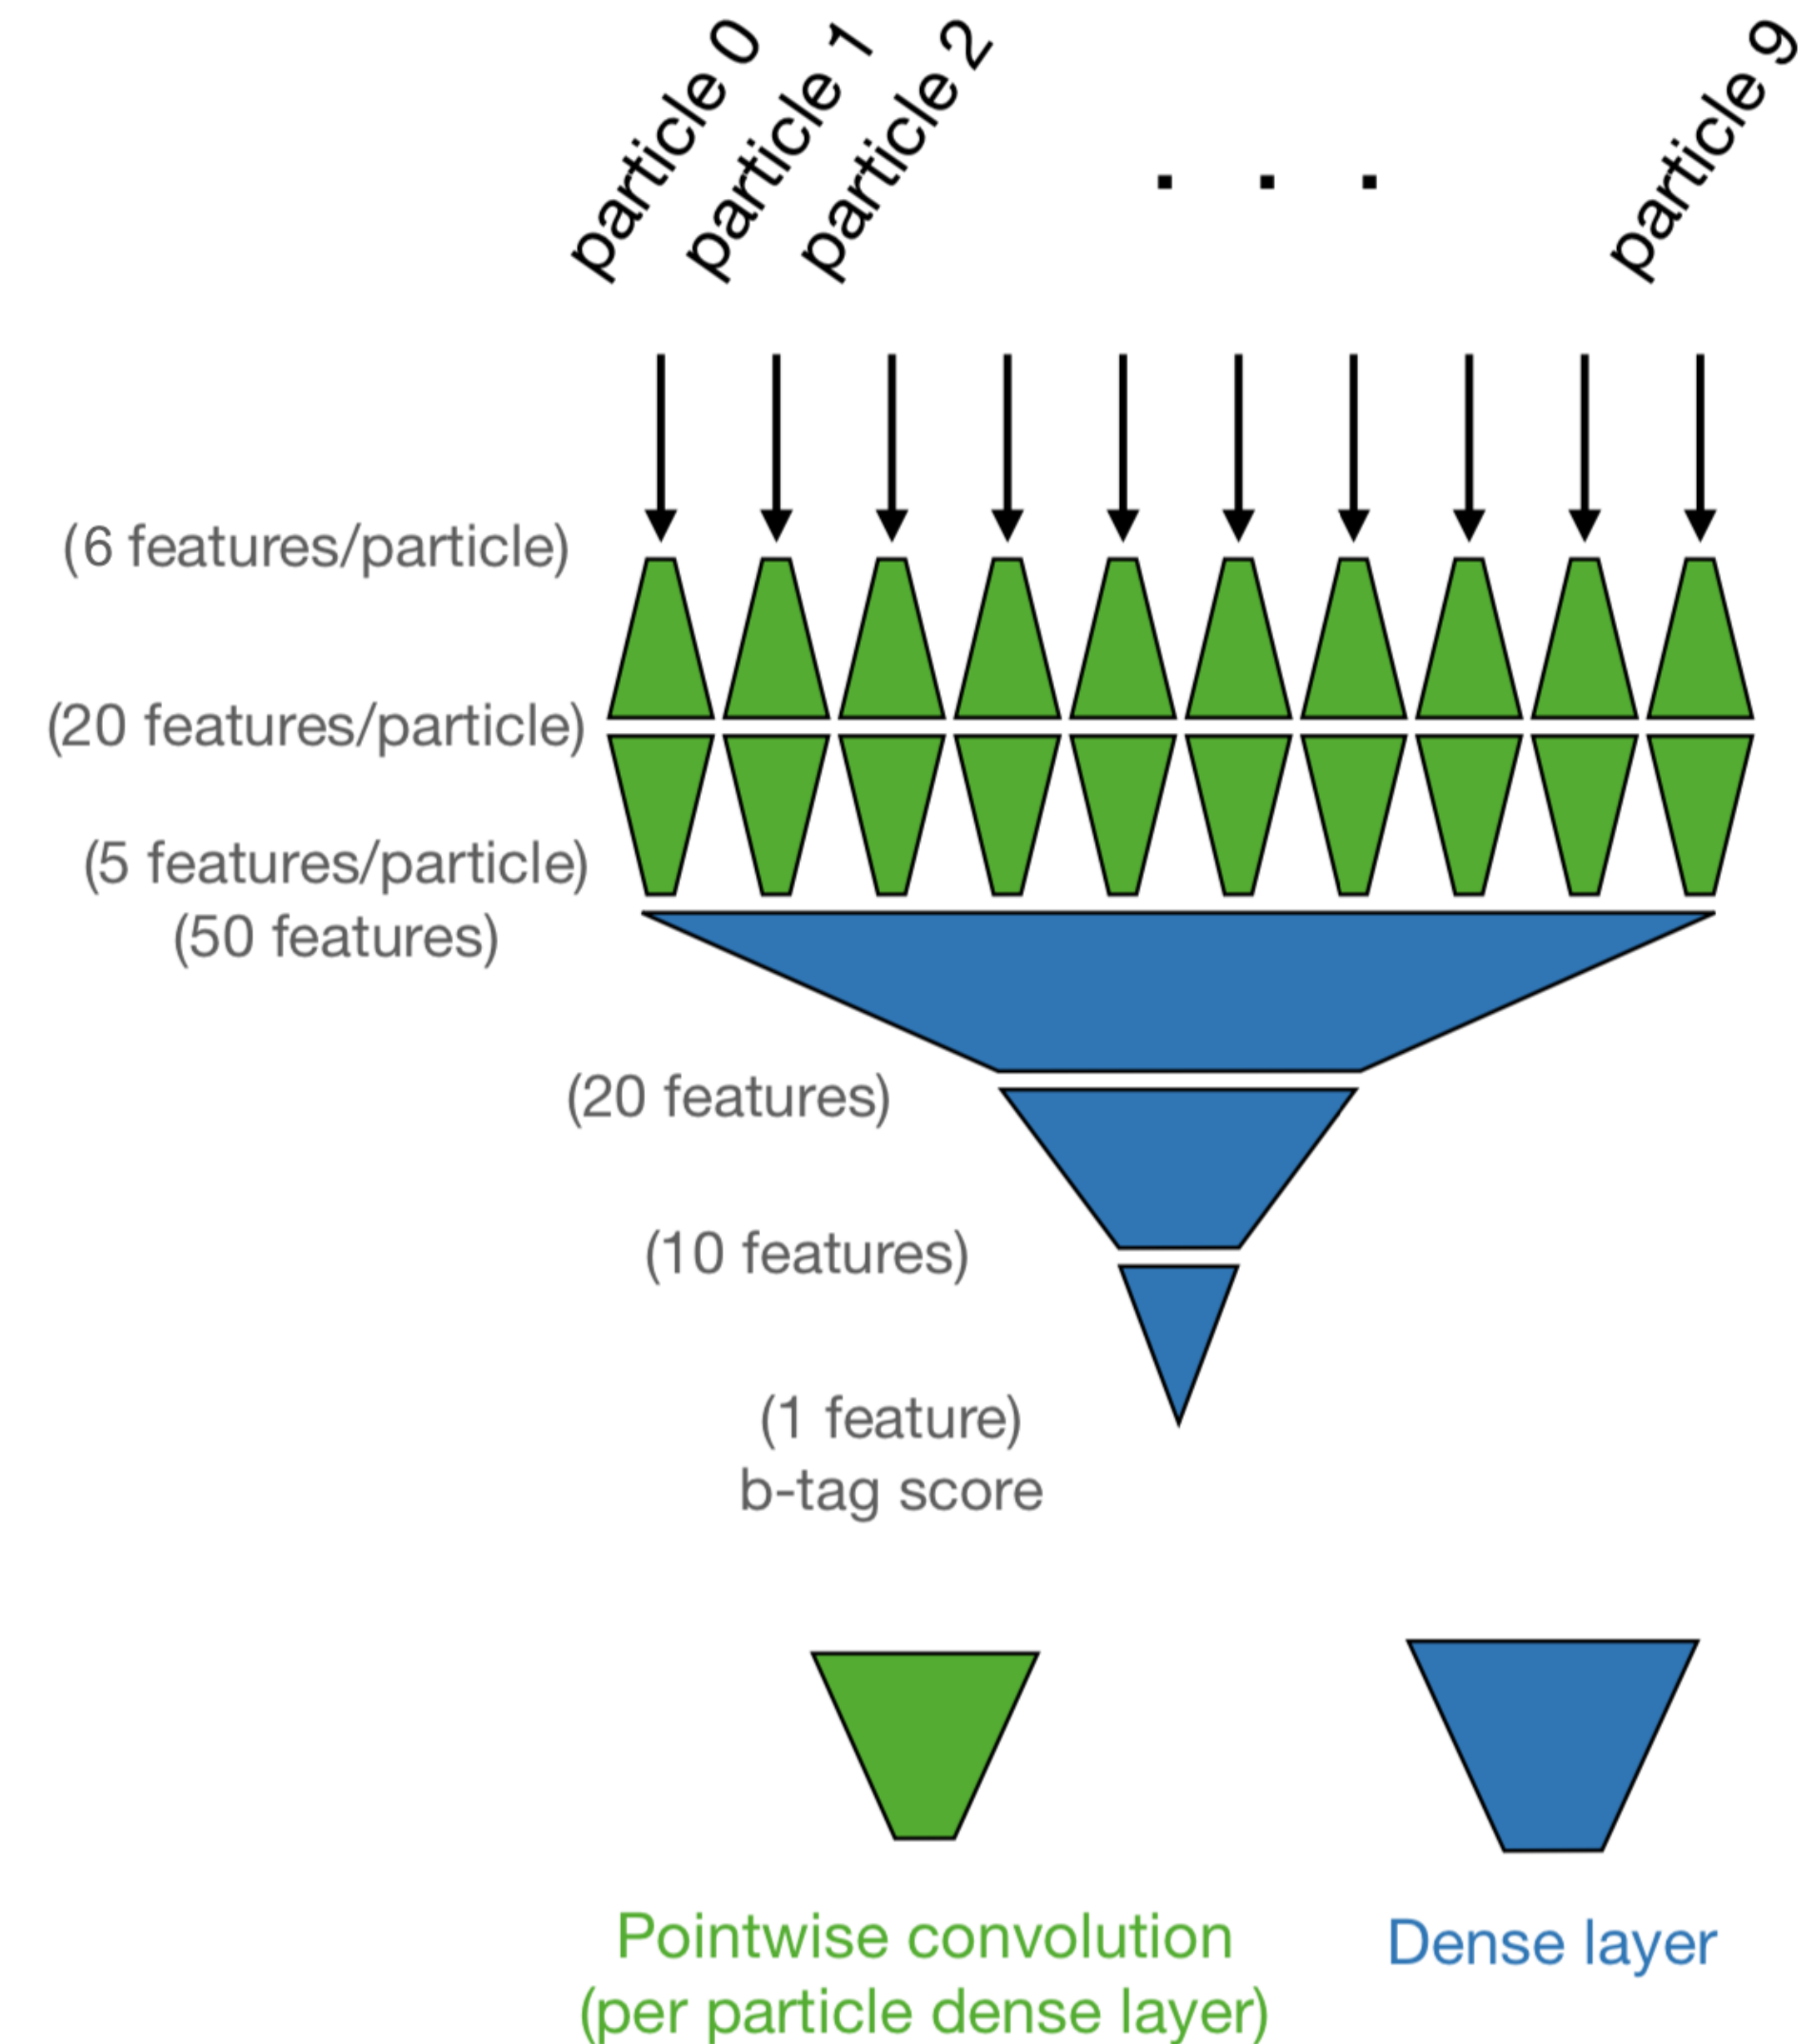 particle 0
particle 1
particle 2
. . .
particle 9
(6 features/particle)
(20 features/particle)
(5 features/particle)
(50 features)
(20 features)
(10 features)
(1 feature)
b-tag score
Pointwise convolution
(per particle dense layer)
Dense layer